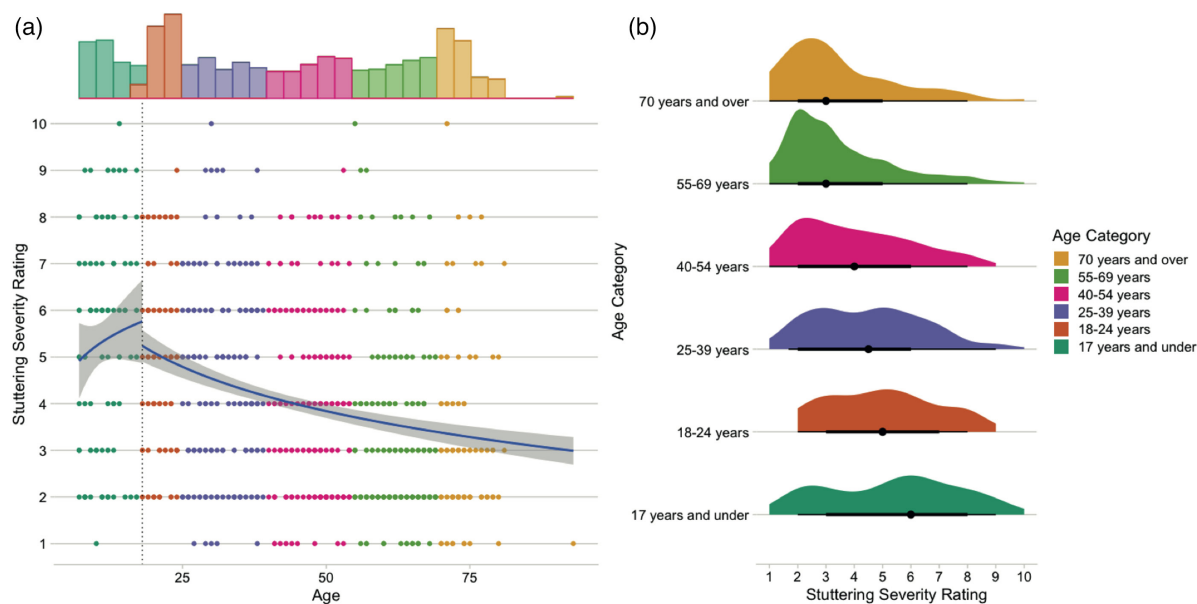 (a)
10
9
8
7
6
5
4
3
2
1
Stuttering Severity Rating
25 50 75
Age
(b)
70 years and over
55-69 years
40-54 years
25-39 years
18-24 years
17 years and under
Age Category
1 2 3 4 5 6 7 8 9 10
Stuttering Severity Rating
Age Category
70 years and over
55-69 years
40-54 years
25-39 years
18-24 years
17 years and under